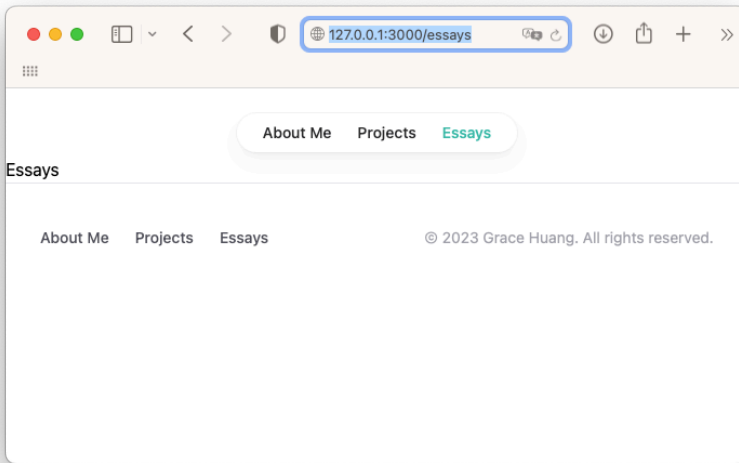 127.0.0.1:3000/essays
About Me Projects Essays
Essays
About Me Projects Essays © 2023 Grace Huang. All rights reserved.